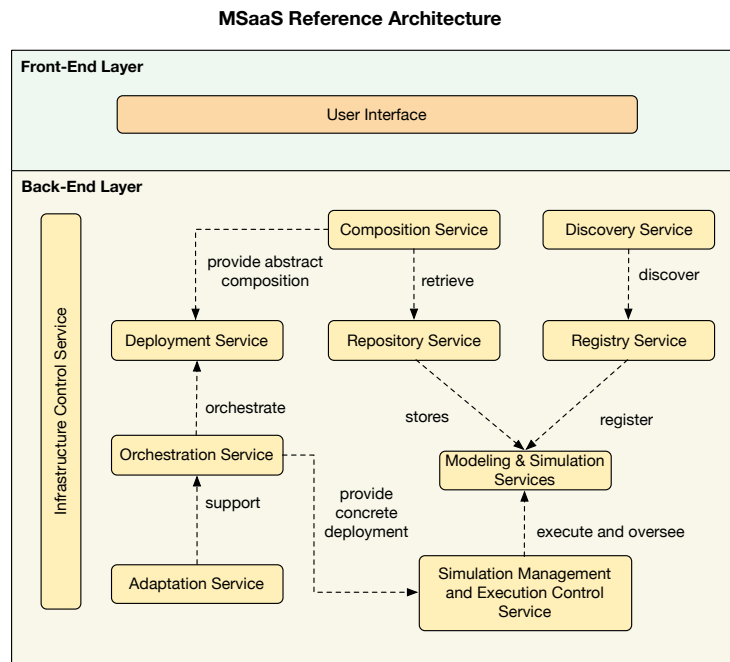 MSaaS Reference Architecture
Front-End Layer
User Interface
Back-End Layer
Infrastructure Control Service
Composition Service
Discovery Service
provide abstract
composition
retrieve
discover
Deployment Service
Repository Service
Registry Service
orchestrate
stores
register
Orchestration Service
Modeling & Simulation
Services
support
provide
concrete
deployment
execute and oversee
Adaptation Service
Simulation Management
and Execution Control
Service